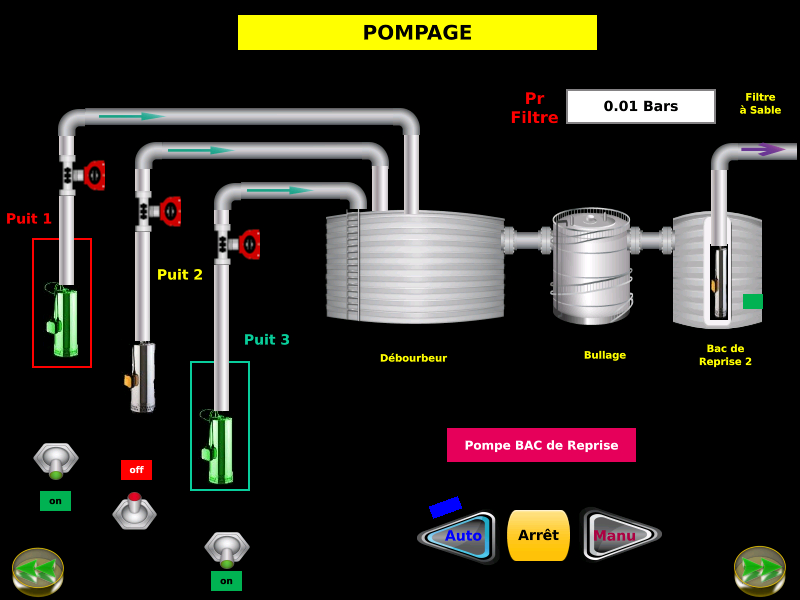 POMPAGE
Pr
Filtre
0.01 Bars
Filtre
à Sable
Puit 1
Puit 2
Puit 3
Débourbeur
Bullage
Bac de
Reprise 2
Pompe BAC de Reprise
on
off
on
Auto
Arrêt
Manu